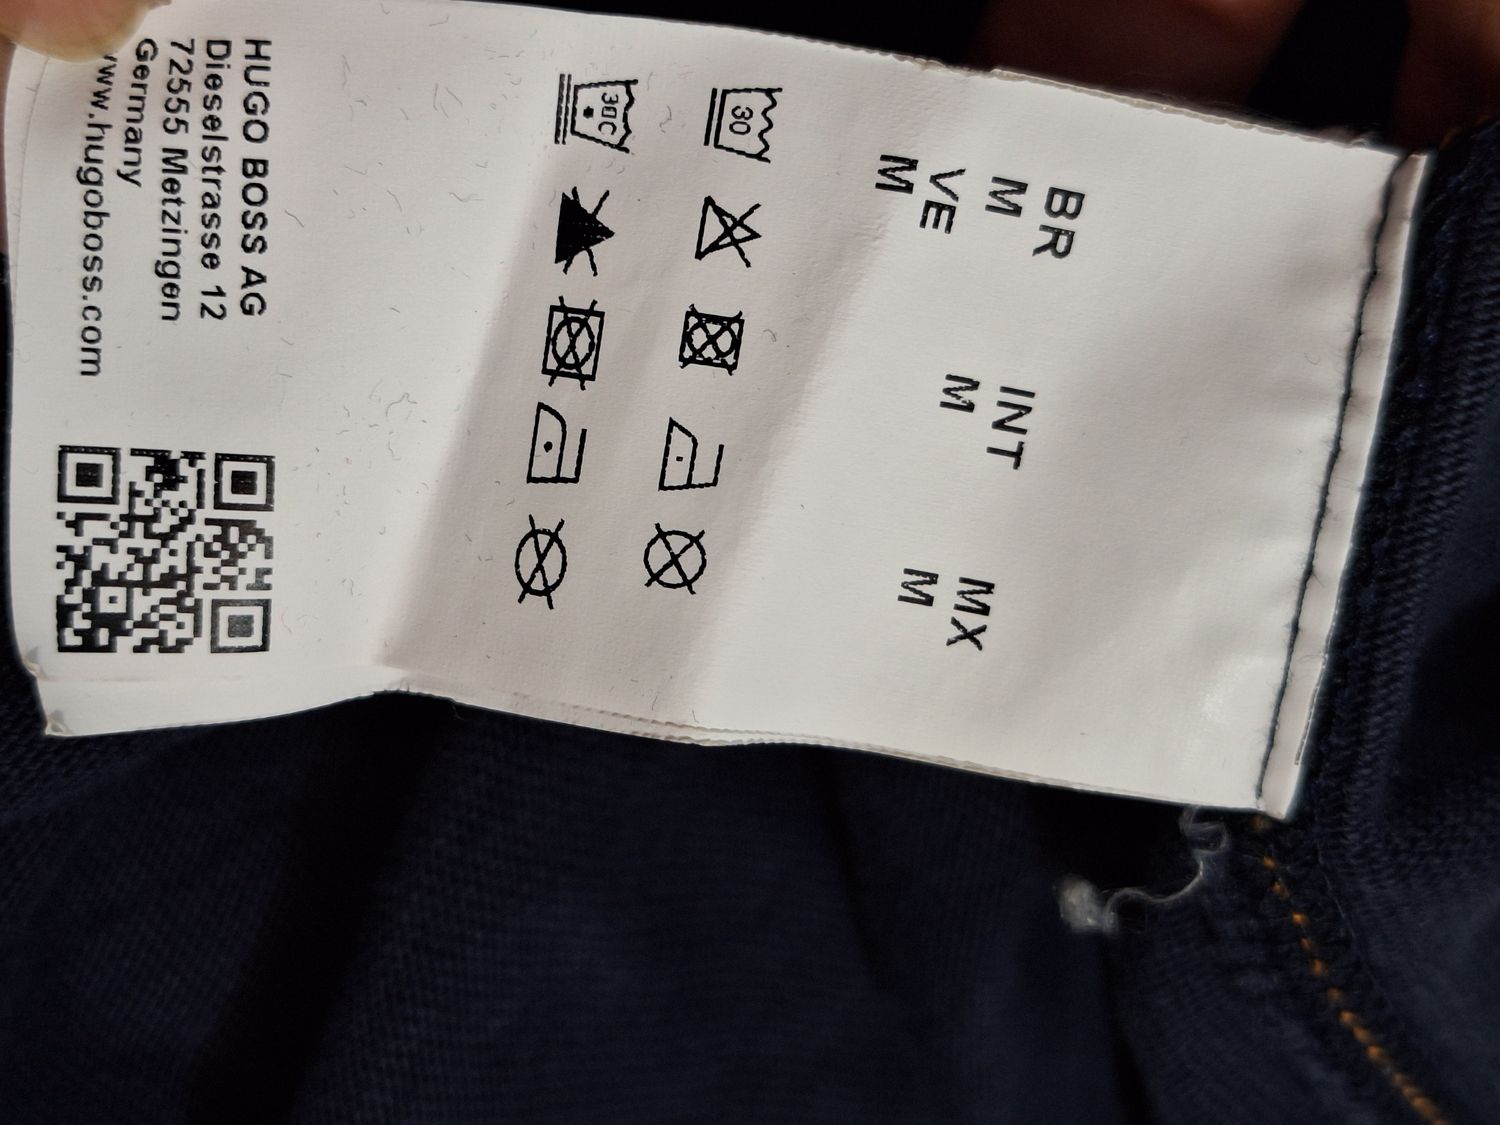 BR
M
VE
M
INT
M
MX
M
30
30C
HUGO BOSS AG
Dieselstrasse 12
72555 Metzingen
Germany
www.hugoboss.com